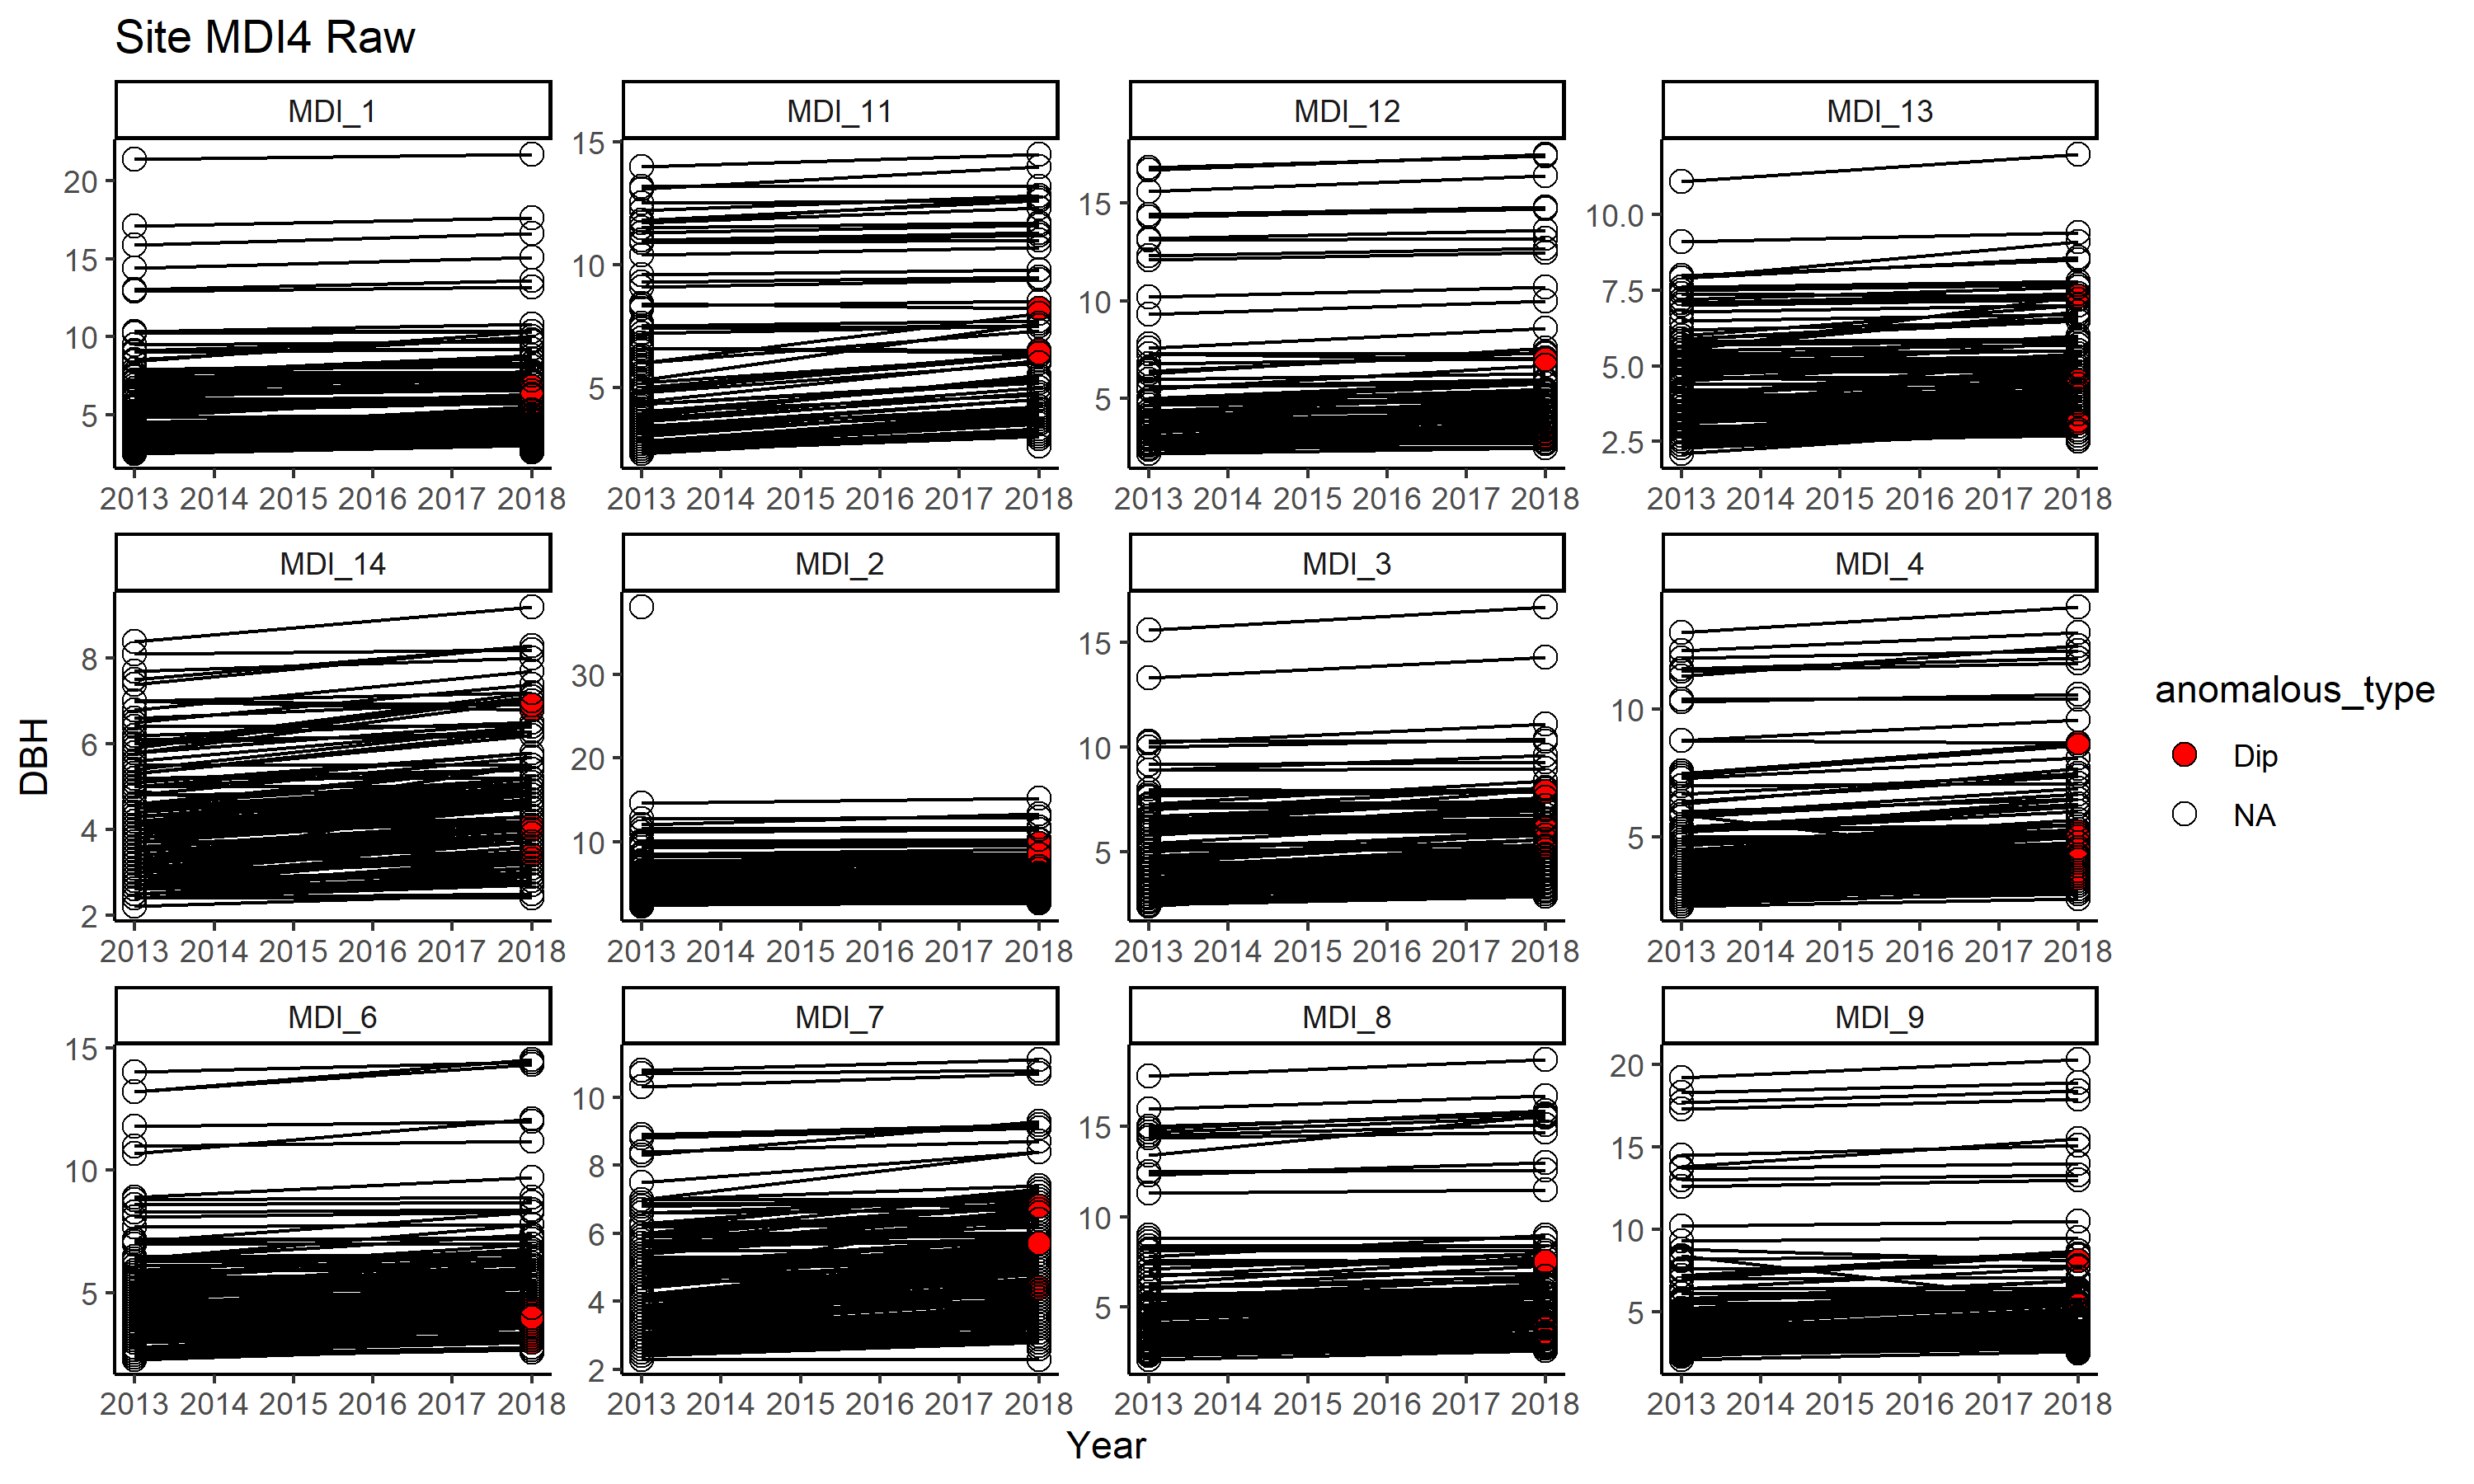 Site MDI4 Raw
MDI_1 MDI_11 MDI_12 MDI_13
20 15 10 5
15 10 5
15 10 5
10.0 7.5 5.0 2.5
2013 2014 2015 2016 2017 2018 2013 2014 2015 2016 2017 2018 2013 2014 2015 2016 2017 2018 2013 2014 2015 2016 2017 2018
MDI_14 MDI_2 MDI_3 MDI_4
8 6 4 2
30 20 10
15 10 5
10 5
2013 2014 2015 2016 2017 2018 2013 2014 2015 2016 2017 2018 2013 2014 2015 2016 2017 2018 2013 2014 2015 2016 2017 2018
MDI_6 MDI_7 MDI_8 MDI_9
15 10 5
10 8 6 4 2
15 10 5
20 15 10 5
2013 2014 2015 2016 2017 2018 2013 2014 2015 2016 2017 2018 2013 2014 2015 2016 2017 2018 2013 2014 2015 2016 2017 2018
DBH
Year
anomalous_type
Dip
NA